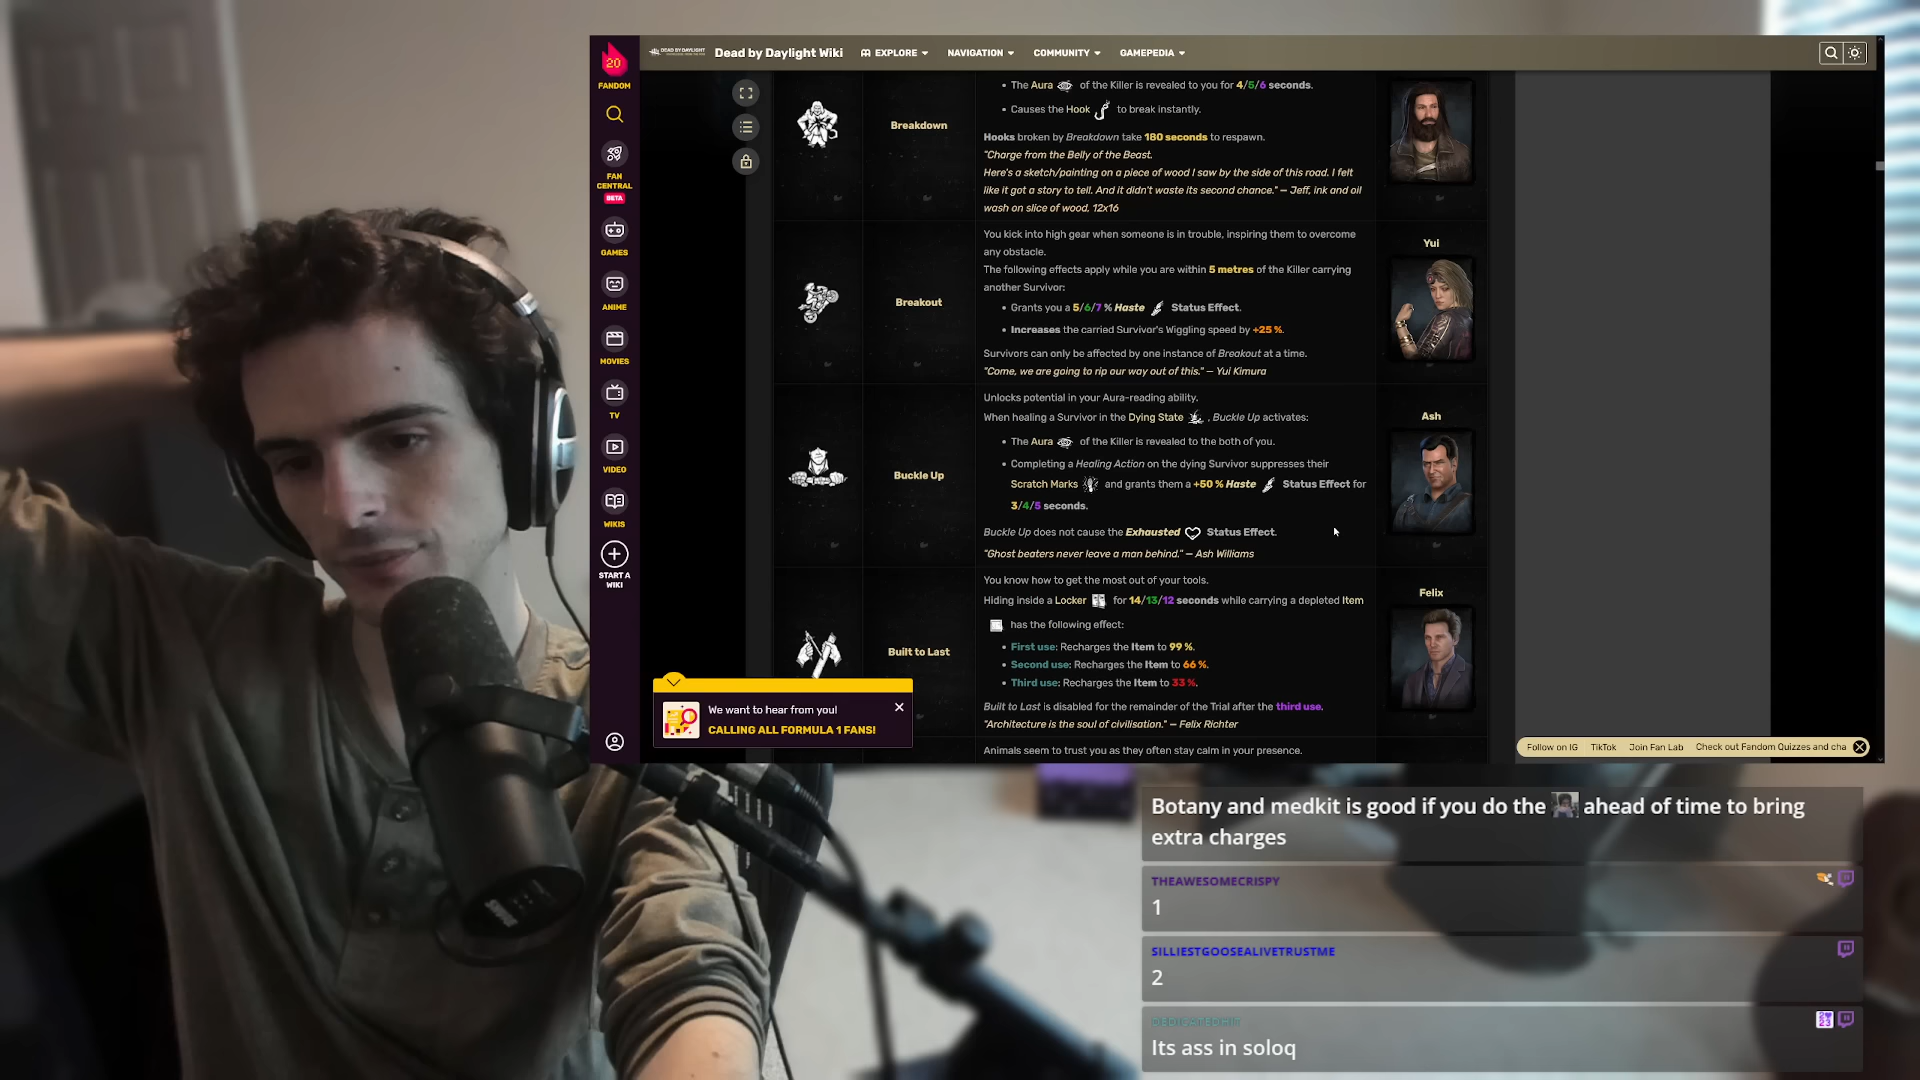 20
FANDOM
FAN CENTRAL
BETA
GAMES
ANIME
MOVIES
TV
VIDEO
WIKIS
START A WIKI
DEAD BY DAYLIGHT
Dead by Daylight Wiki
EXPLORE
NAVIGATION
COMMUNITY
GAMEPEDIA
Breakdown
• The Aura of the Killer is revealed to you for 4/5/6 seconds.
• Causes the Hook to break instantly.
Hooks broken by Breakdown take 180 seconds to respawn.
"Charge from the Belly of the Beast.
Here's a sketch/painting on a piece of wood I saw by the side of this road. I felt
like it got a story to tell. And it didn't waste its second chance." — Jeff, ink and oil
wash on slice of wood, 12x16
Breakout
You kick into high gear when someone is in trouble, inspiring them to overcome
any obstacle.
The following effects apply while you are within 5 metres of the Killer carrying
another Survivor:
• Grants you a 5/6/7 % Haste Status Effect.
• Increases the carried Survivor's Wiggling speed by +25 %.
Survivors can only be affected by one instance of Breakout at a time.
"Come, we are going to rip our way out of this." — Yui Kimura
Yui
Buckle Up
Unlocks potential in your Aura-reading ability.
When healing a Survivor in the Dying State , Buckle Up activates:
• The Aura of the Killer is revealed to the both of you.
• Completing a Healing Action on the dying Survivor suppresses their
Scratch Marks and grants them a +50 % Haste Status Effect for
3/4/5 seconds.
Buckle Up does not cause the Exhausted Status Effect.
"Ghost beaters never leave a man behind." — Ash Williams
Ash
Built to Last
You know how to get the most out of your tools.
Hiding inside a Locker for 14/13/12 seconds while carrying a depleted Item
has the following effect:
• First use: Recharges the Item to 99 %.
• Second use: Recharges the Item to 66 %.
• Third use: Recharges the Item to 33 %.
Built to Last is disabled for the remainder of the Trial after the third use.
"Architecture is the soul of civilisation." — Felix Richter
Felix
Animals seem to trust you as they often stay calm in your presence.
We want to hear from you!
CALLING ALL FORMULA 1 FANS!
Follow on IG TikTok Join Fan Lab Check out Fandom Quizzes and cha
Botany and medkit is good if you do the ahead of time to bring
extra charges
THEAWESOMECRISPY
1
SILLIESTGOOSEALIVETRUSTME
2
Its ass in soloq